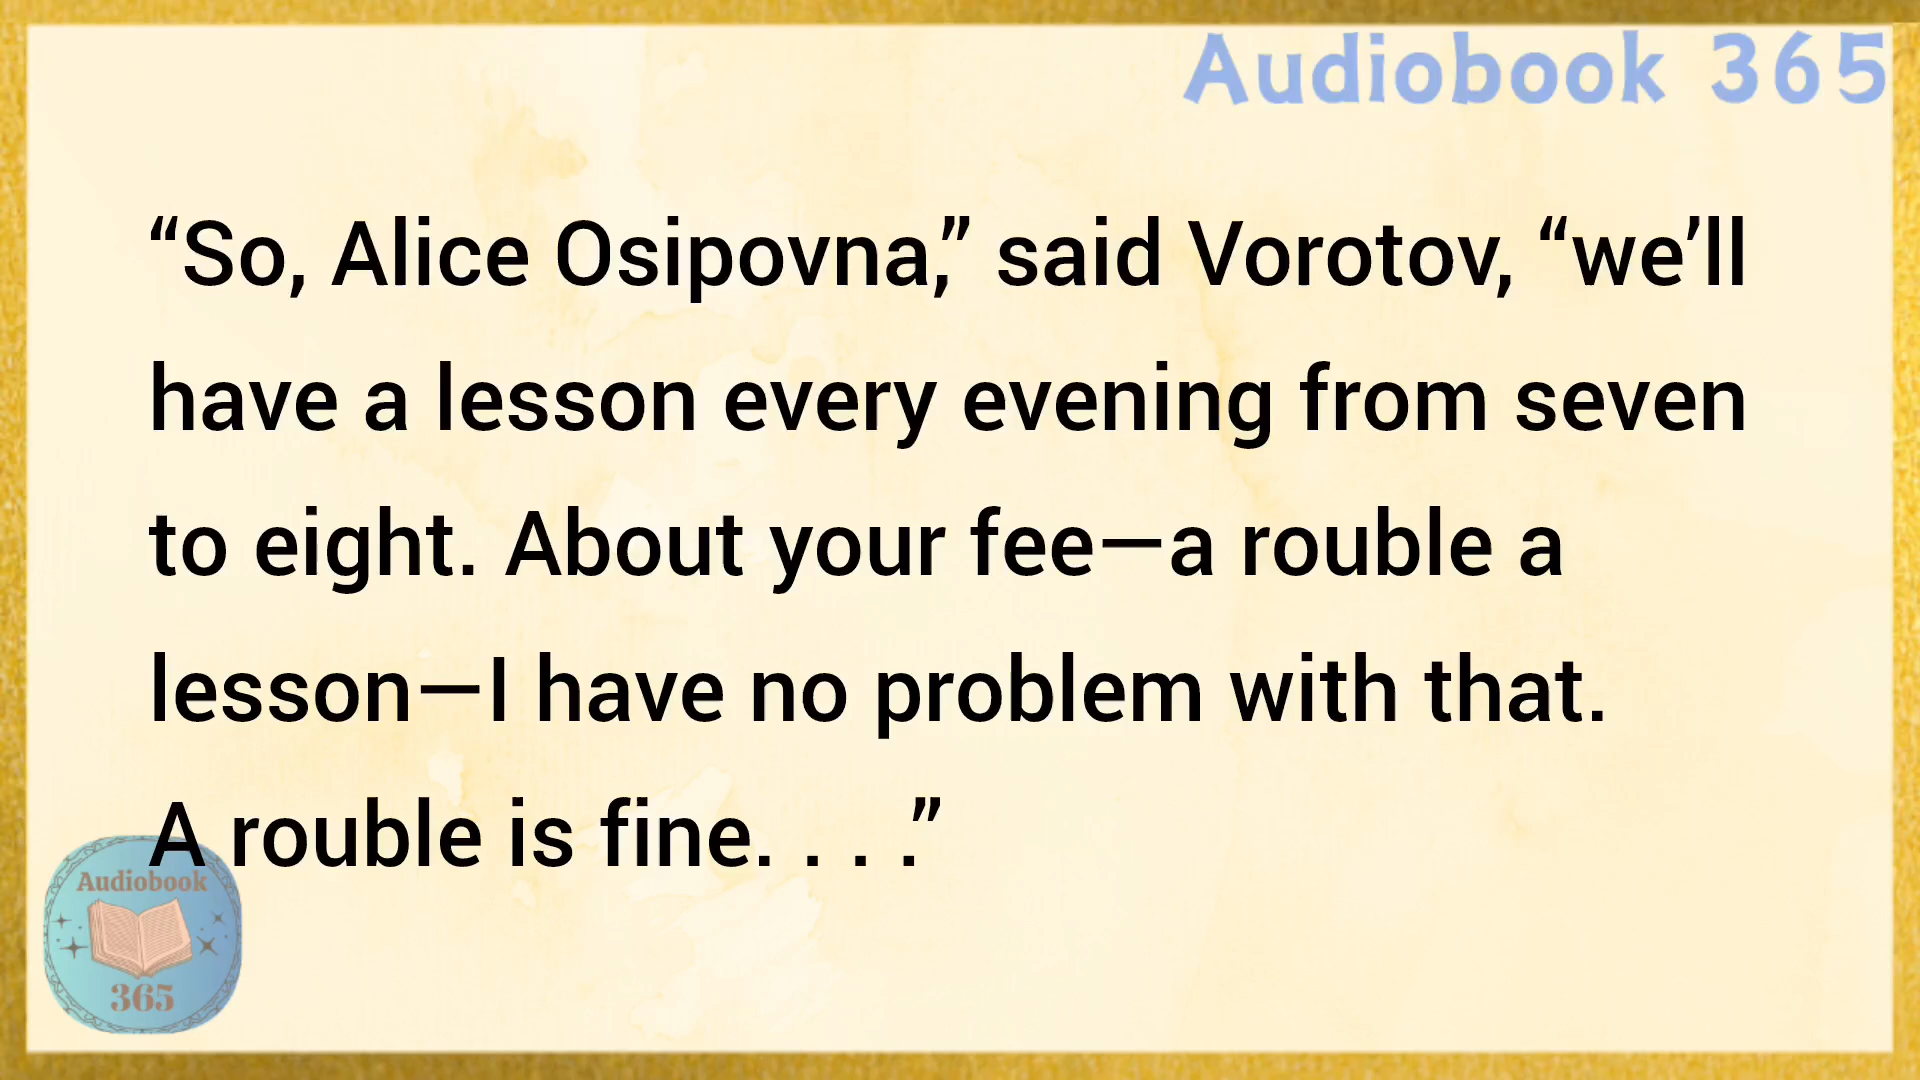 Audiobook 365
“So, Alice Osipovna,” said Vorotov, “we’ll
have a lesson every evening from seven
to eight. About your fee—a rouble a
lesson—I have no problem with that.
A rouble is fine. . . .”
Audiobook
365